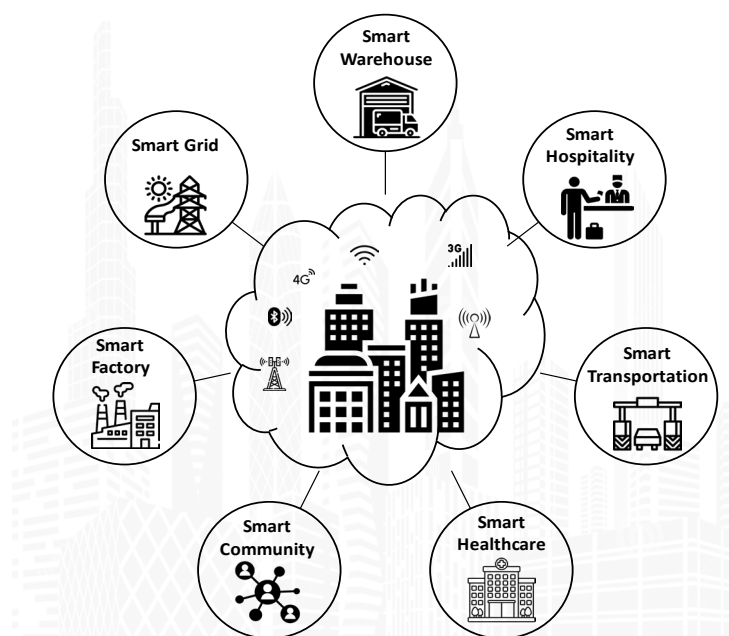 Smart
Warehouse
Smart Grid
Smart
Hospitality
3G
4G
Smart
Factory
Smart
Transportation
Smart
Community
Smart
Healthcare